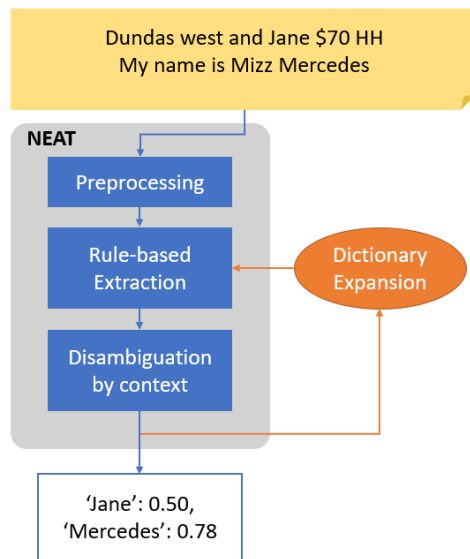 Dundas west and Jane $70 HH
My name is Mizz Mercedes
NEAT
Preprocessing
Rule-based
Extraction
Dictionary
Expansion
Disambiguation
by context
‘Jane’: 0.50,
‘Mercedes’: 0.78